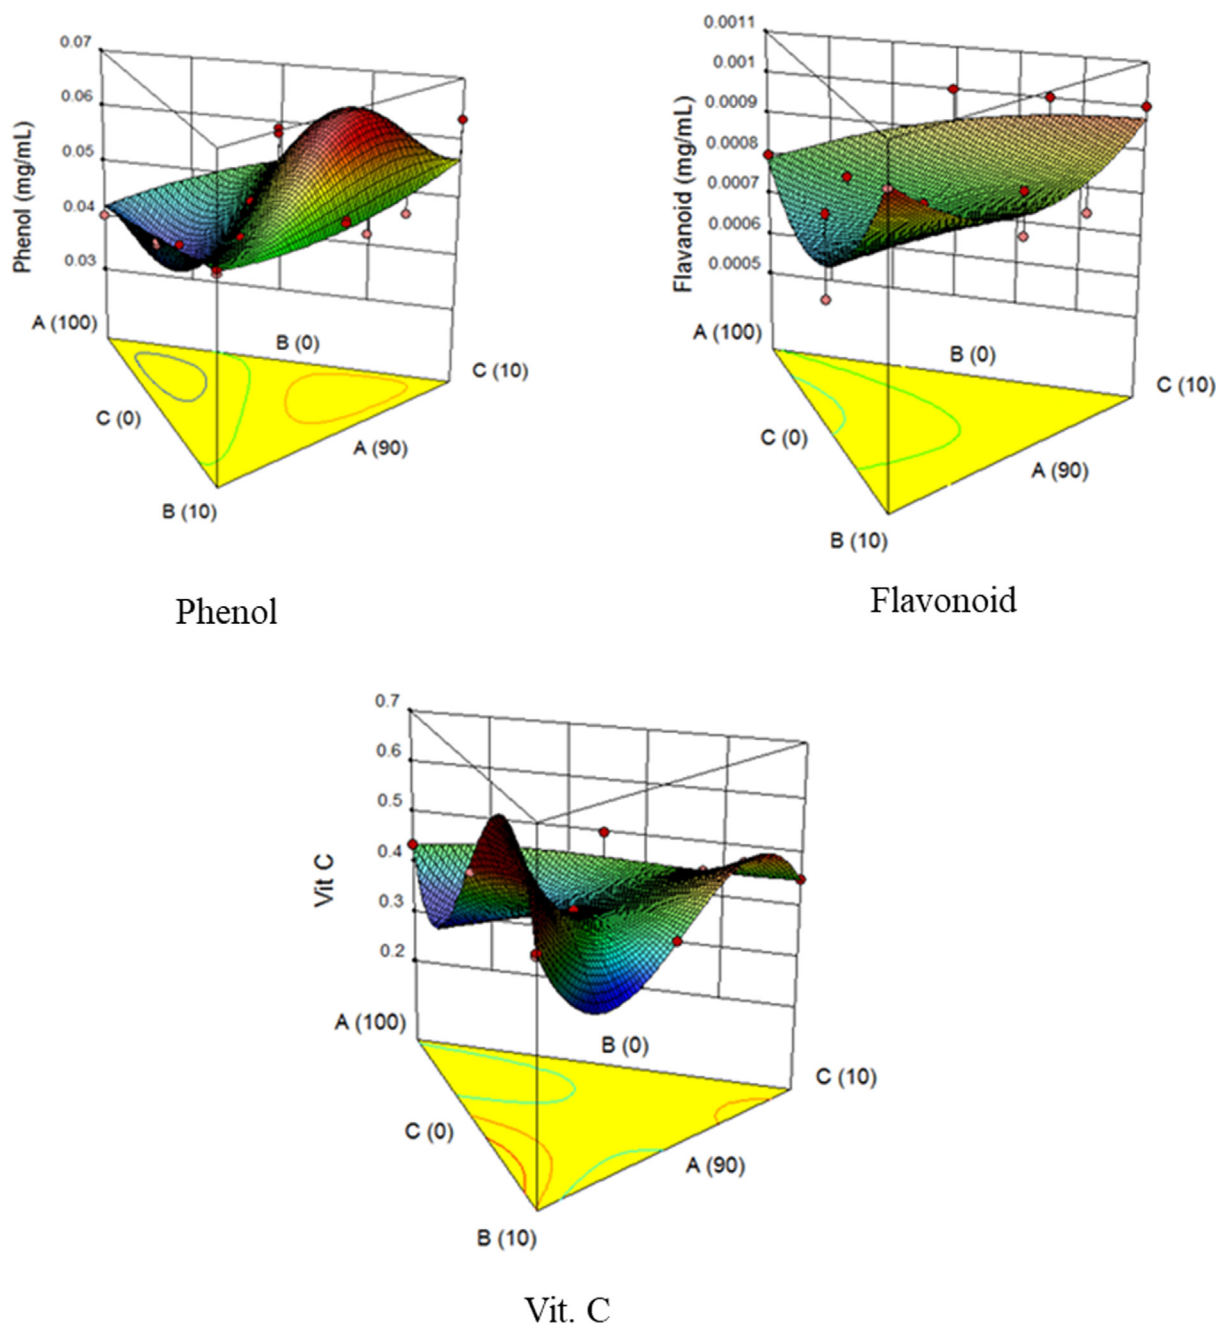 0.07
0.06
0.05
0.04
0.03
Phenol (mg/mL)
A (100)
B (0)
C (10)
C (0)
A (90)
B (10)
Phenol
0.0011
0.001
0.0009
0.0008
0.0007
0.0006
0.0005
Flavanoid (mg/mL)
A (100)
B (0)
C (10)
C (0)
A (90)
B (10)
Flavonoid
0.7
0.6
0.5
0.4
0.3
0.2
Vit C
A (100)
B (0)
C (10)
C (0)
A (90)
B (10)
Vit. C